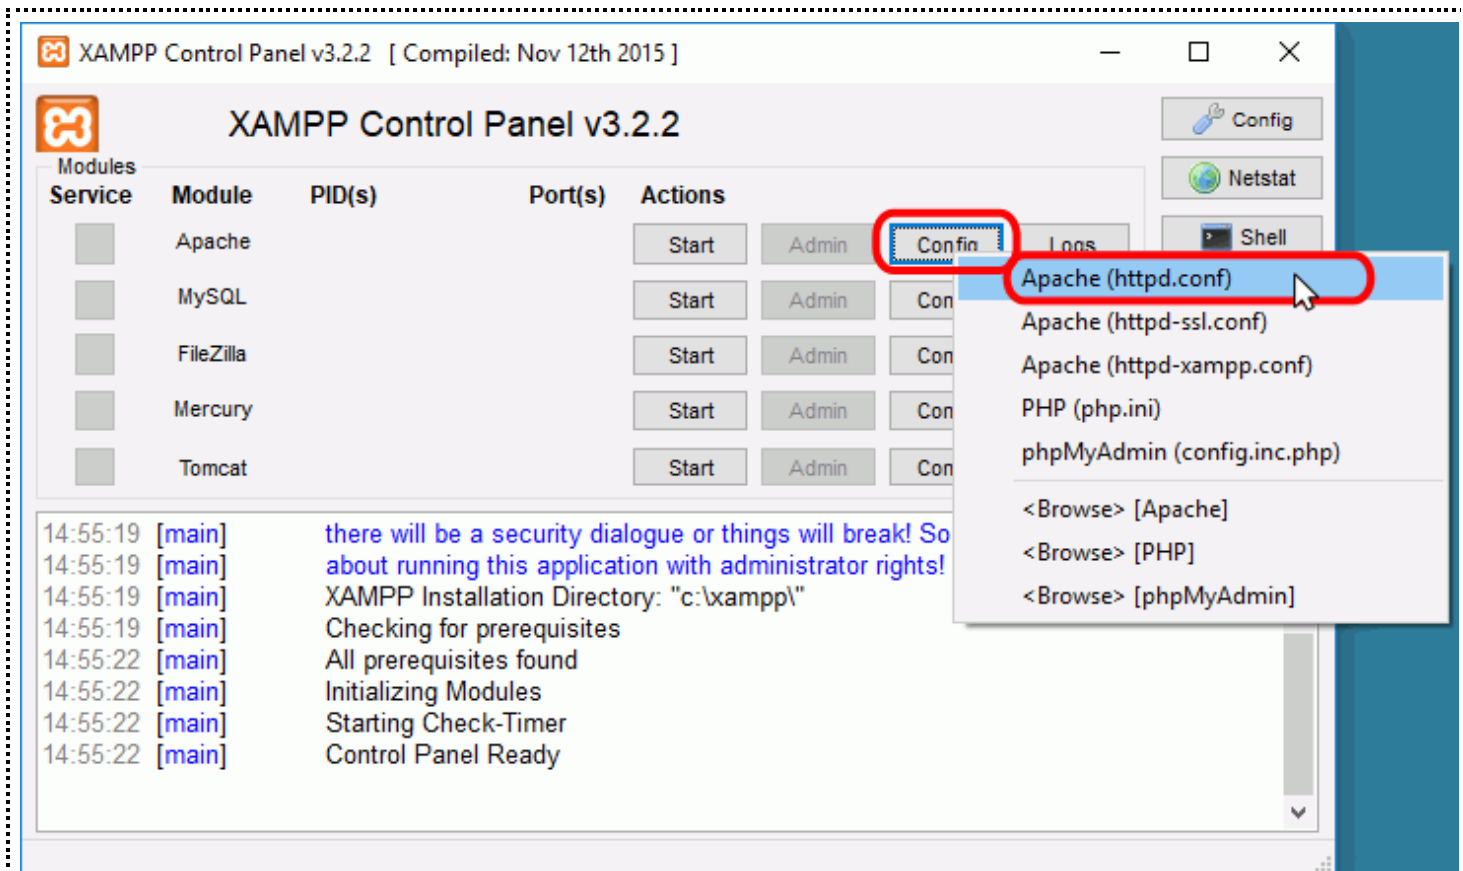 XAMPP Control Panel v3.2.2 [ Compiled: Nov 12th 2015 ]
XAMPP Control Panel v3.2.2
Config
Modules
Netstat
Service Module PID(s) Port(s) Actions
Shell
Apache Start Admin Config Logs
MySQL Start Admin Con
FileZilla Start Admin Con
Mercury Start Admin Con
Tomcat Start Admin Con
Apache (httpd.conf)
Apache (httpd-ssl.conf)
Apache (httpd-xampp.conf)
PHP (php.ini)
phpMyAdmin (config.inc.php)
<Browse> [Apache]
<Browse> [PHP]
<Browse> [phpMyAdmin]
14:55:19 [main] there will be a security dialogue or things will break! So
14:55:19 [main] about running this application with administrator rights!
14:55:19 [main] XAMPP Installation Directory: "c:\xampp\"
14:55:19 [main] Checking for prerequisites
14:55:22 [main] All prerequisites found
14:55:22 [main] Initializing Modules
14:55:22 [main] Starting Check-Timer
14:55:22 [main] Control Panel Ready